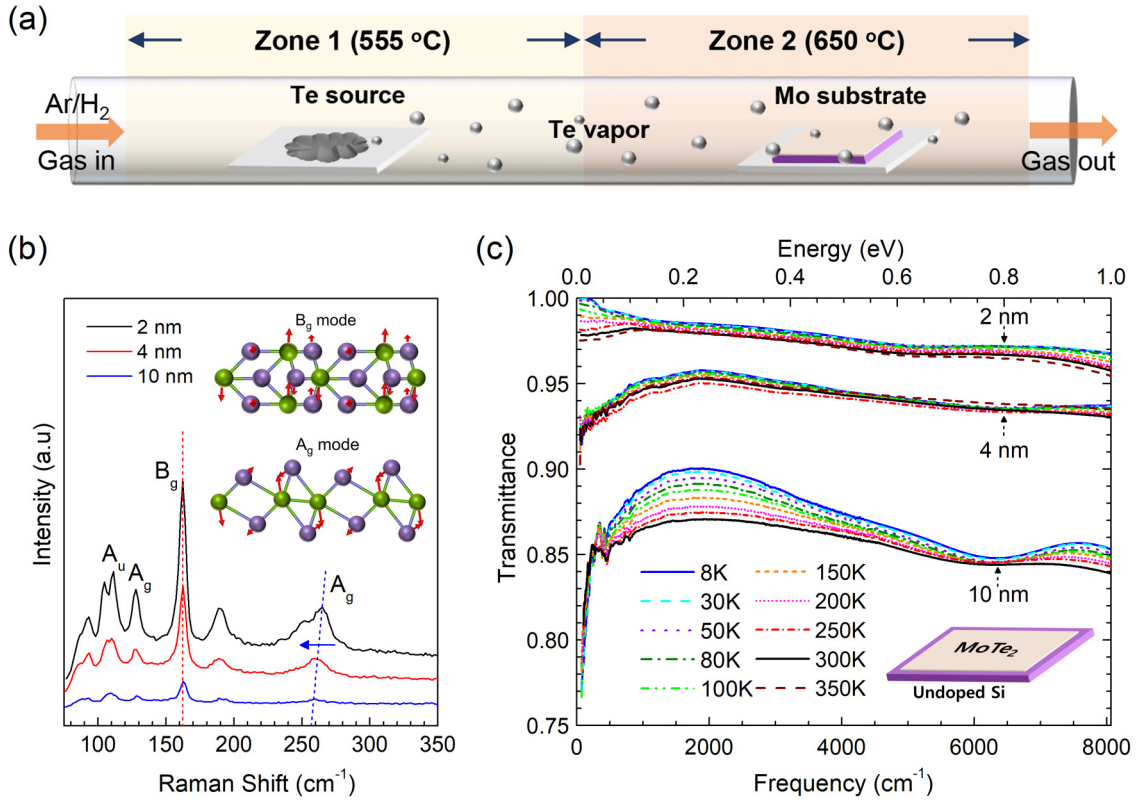 (a)
Zone 1 (555 °C)
Zone 2 (650 °C)
Ar/H2
Gas in
Te source
Te vapor
Mo substrate
Gas out
(b)
2 nm
4 nm
10 nm
Bg mode
Ag mode
Bg
Au
Ag
Ag
Intensity (a.u)
100 150 200 250 300 350
Raman Shift (cm-1)
(c)
Energy (eV)
0.0 0.2 0.4 0.6 0.8 1.0
1.00
0.95
0.90
0.85
0.80
0.75
Transmittance
2 nm
4 nm
10 nm
8K
30K
50K
80K
100K
150K
200K
250K
300K
350K
MoTe2
Undoped Si
0 2000 4000 6000 8000
Frequency (cm-1)